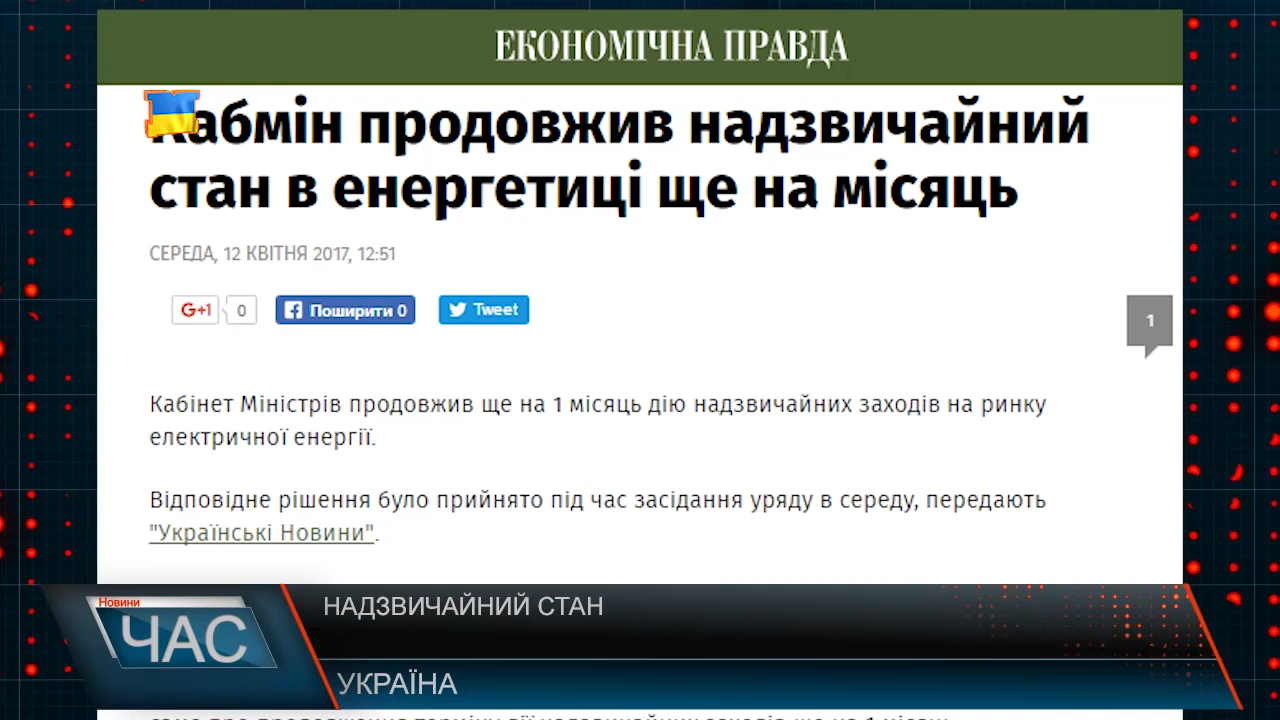 ЕКОНОМІЧНА ПРАВДА
Кабмін продовжив надзвичайний
стан в енергетиці ще на місяць
СЕРЕДА, 12 КВІТНЯ 2017, 12:51
G+1 0 Поширити 0 Tweet
1
Кабінет Міністрів продовжив ще на 1 місяць дію надзвичайних заходів на ринку
електричної енергії.
Відповідне рішення було прийнято під час засідання уряду в середу, передають
"Українські Новини".
НАДЗВИЧАЙНИЙ СТАН
Новини
ЧАС
УКРАЇНА